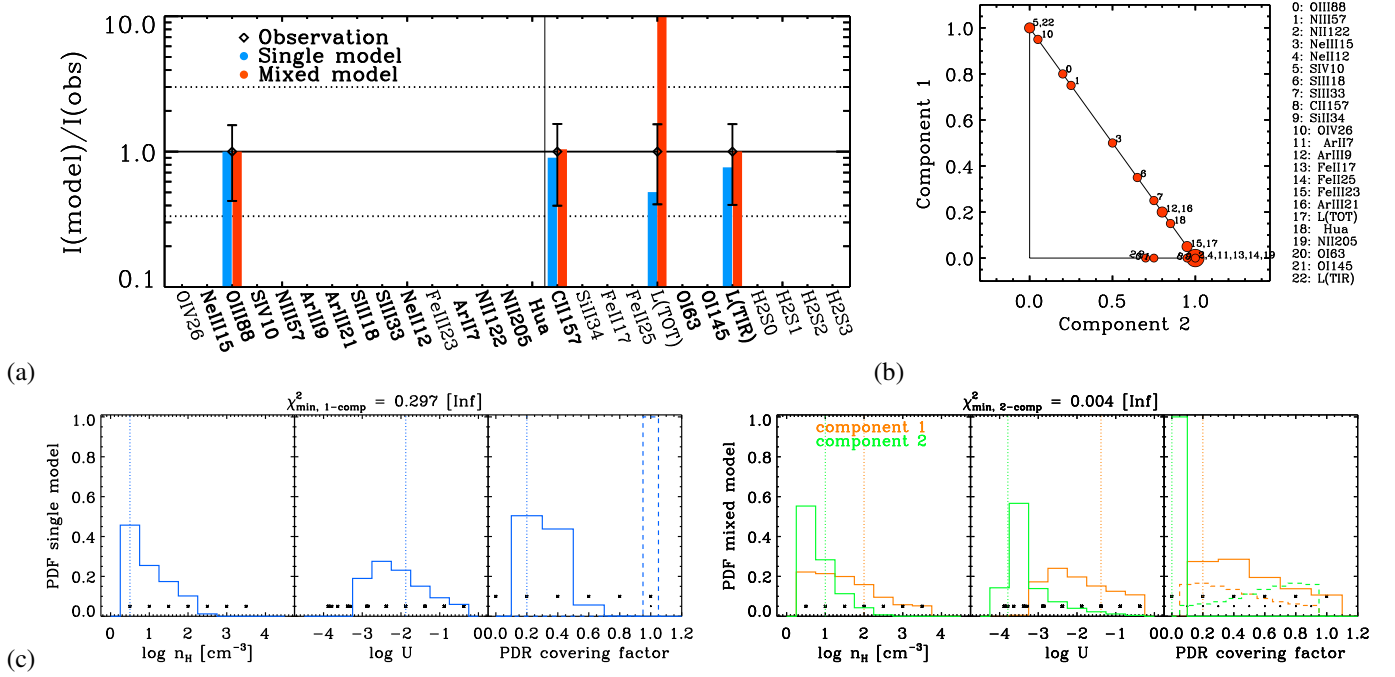 10.0
1.0
0.1
I(model)/I(obs)
Observation
Single model
Mixed model
OIV26
NeIII15
OIII88
SIV10
NIII57
ArIII9
ArIII21
SIII18
SIII33
NeII12
FeIII23
ArII7
NII122
NII205
Hua
CII157
SiII34
FeII17
FeII25
L(TOT)
OI63
OI145
L(TIR)
H2S0
H2S1
H2S2
H2S3
(a)
1.0
0.8
0.6
0.4
0.2
0.0
Component 1
5,22
10
0
1
3
6
7
12,16
18
15,17
,4,11,13,14,19
0.0 0.5 1.0
Component 2
0: OIII88
1: NIII57
2: NII122
3: NeIII15
4: NeII12
5: SIV10
6: SIII18
7: SIII33
8: CII157
9: SiII34
10: OIV26
11: ArII7
12: ArIII9
13: FeII17
14: FeII25
15: FeIII23
16: ArIII21
17: L(TOT)
18: Hua
19: NII205
20: OI63
21: OI145
22: L(TIR)
(b)
χ²min, 1-comp = 0.297 [Inf]
1.0
0.8
0.6
0.4
0.2
0.0
PDF single model
0 1 2 3 4
log nH [cm⁻³]
−4 −3 −2 −1
log U
0.0 0.2 0.4 0.6 0.8 1.0 1.2
PDR covering factor
χ²min, 2-comp = 0.004 [Inf]
1.0
0.8
0.6
0.4
0.2
0.0
PDF mixed model
component 1
component 2
0 1 2 3 4
log nH [cm⁻³]
−4 −3 −2 −1
log U
0.0 0.2 0.4 0.6 0.8 1.0 1.2
PDR covering factor
(c)